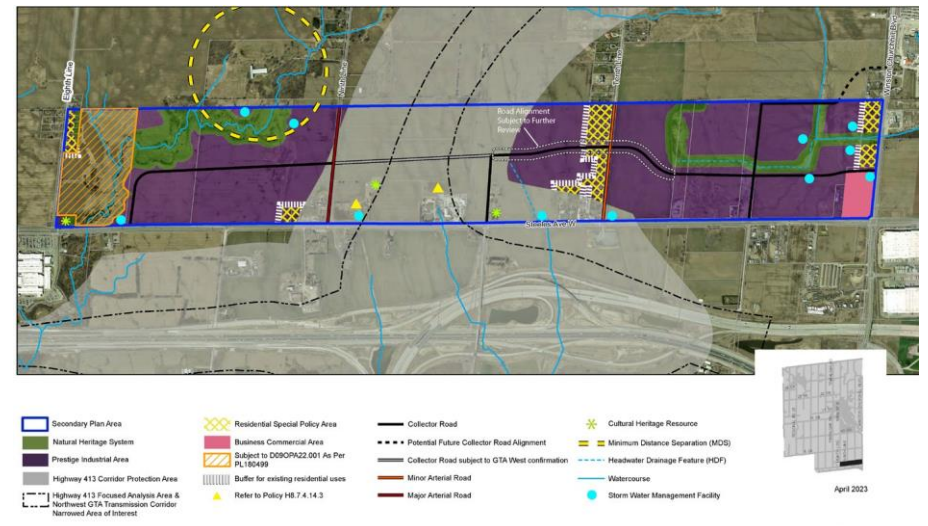 Eighth Line
Ninth Line
Tenth Line
Winston Churchill Blvd
Road Alignment
Subject to Further
Review
Steeles Ave W
Secondary Plan Area
Natural Heritage System
Prestige Industrial Area
Highway 413 Corridor Protection Area
Highway 413 Focused Analysis Area &
Northwest GTA Transmission Corridor
Narrowed Area of Interest
Residential Special Policy Area
Business Commercial Area
Subject to D09OPA22.001 As Per
PL180499
Buffer for existing residential uses
Refer to Policy H8.7.4.14.3
Collector Road
Potential Future Collector Road Alignment
Collector Road subject to GTA West confirmation
Minor Arterial Road
Major Arterial Road
Cultural Heritage Resource
Minimum Distance Separation (MDS)
Headwater Drainage Feature (HDF)
Watercourse
Storm Water Management Facility
April 2023